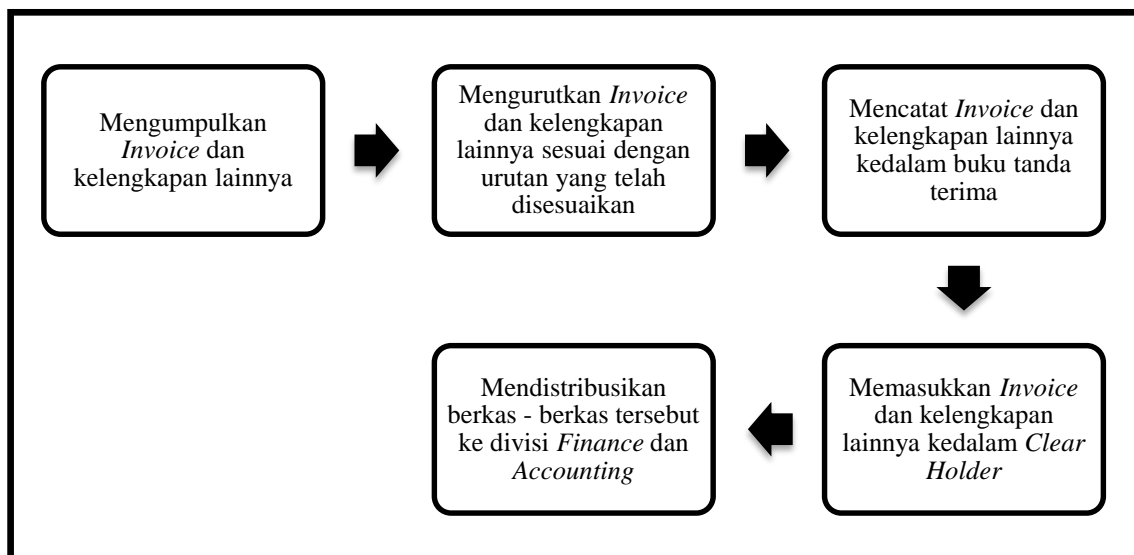 Mengumpulkan
Invoice dan
kelengkapan lainnya
Mengurutkan Invoice
dan kelengkapan
lainnya sesuai dengan
urutan yang telah
disesuaikan
Mencatat Invoice dan
kelengkapan lainnya
kedalam buku tanda
terima
Memasukkan Invoice
dan kelengkapan
lainnya kedalam Clear
Holder
Mendistribusikan
berkas - berkas tersebut
ke divisi Finance dan
Accounting